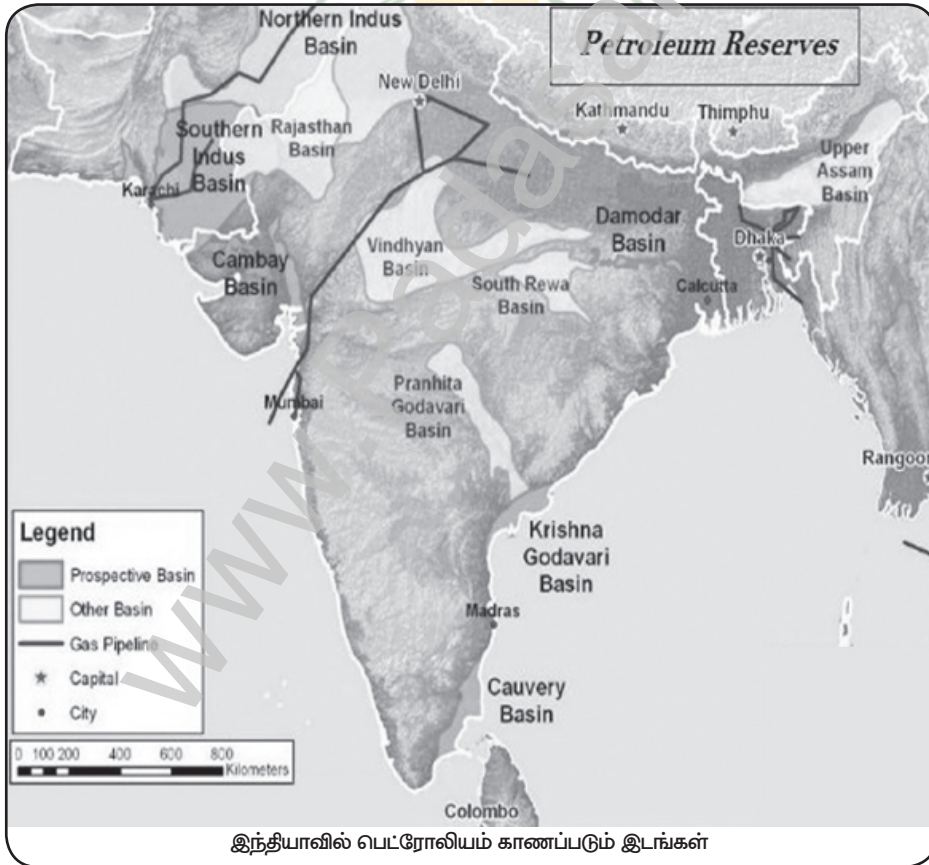 Petroleum Reserves
Northern Indus
Basin
New Delhi
Kathmandu
Thimphu
Southern
Indus
Basin
Rajasthan
Basin
Upper
Assam
Basin
Karachi
Damodar
Basin
Dhaka
Vindhyan
Basin
Cambay
Basin
South Rewa
Basin
Calcutta
Pranhita
Godavari
Basin
Mumbai
Rangoon
Krishna
Godavari
Basin
Madras
Cauvery
Basin
Colombo
Legend
Prospective Basin
Other Basin
Gas Pipeline
Capital
City
0 100 200 400 600 800
Kilometers
இந்தியாவில் பெட்ரோலியம் காணப்படும் இடங்கள்